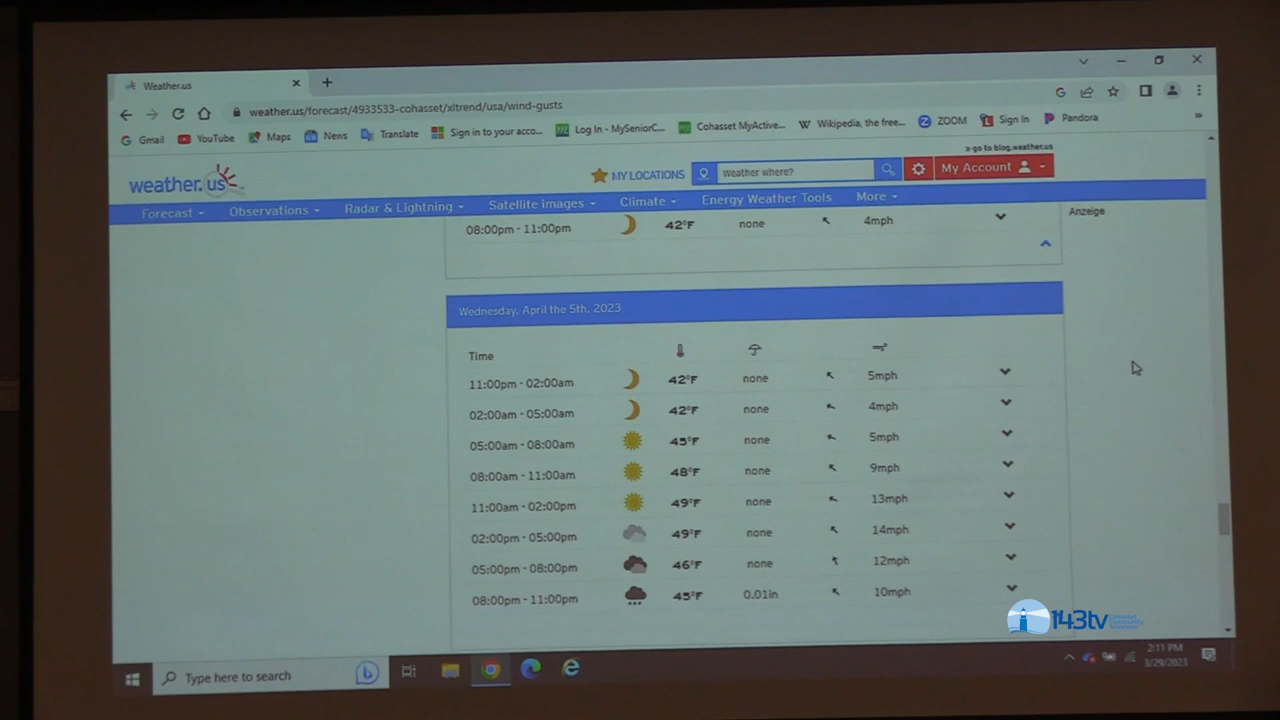 Weather.us
weather.us/forecast/4933533-cohasset/xltrend/usa/wind-gusts
Gmail YouTube Maps News Translate Sign in to your acco... Log In - MySeniorC... Cohasset MyActive... Wikipedia, the free... ZOOM Sign In Pandora
» go to blog.weather.us
weather.us MY LOCATIONS Weather where? My Account
Forecast Observations Radar & Lightning Satellite images Climate Energy Weather Tools More
Anzeige
08:00pm - 11:00pm 42°F none 4mph
Wednesday, April the 5th, 2023
Time
11:00pm - 02:00am 42°F none 5mph
02:00am - 05:00am 42°F none 4mph
05:00am - 08:00am 45°F none 5mph
08:00am - 11:00am 48°F none 9mph
11:00am - 02:00pm 49°F none 13mph
02:00pm - 05:00pm 49°F none 14mph
05:00pm - 08:00pm 46°F none 12mph
08:00pm - 11:00pm 45°F 0.01in 10mph
143tv
Type here to search
2:11 PM
3/29/2023